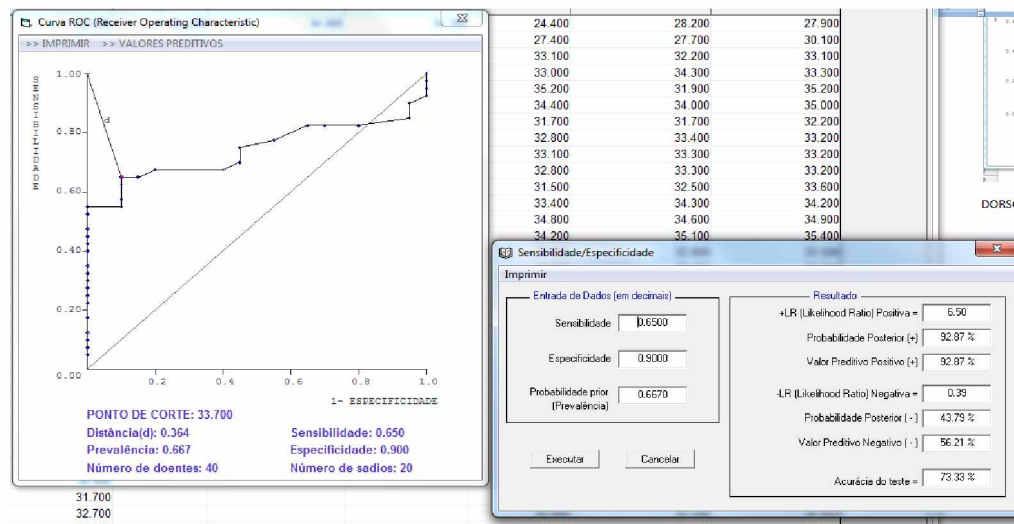 Curva ROC (Receiver Operating Characteristic)
>> IMPRIMIR >> VALORES PREDITIVOS
SENSIBILIDADE
1.00
0.80
0.60
0.40
0.20
0.00
d
0.2 0.4 0.6 0.8 1.0
1- ESPECIFICIDADE
PONTO DE CORTE: 33.700
Distância(d): 0.364 Sensibilidade: 0.650
Prevalência: 0.667 Especificidade: 0.900
Número de doentes: 40 Número de sadios: 20
31.700
32.700
24.400 28.200 27.900
27.400 27.700 30.100
33.100 32.200 33.100
33.000 34.300 33.300
35.200 31.900 35.200
34.400 34.000 35.000
31.700 31.700 32.200
32.800 33.400 33.200
33.100 33.300 33.200
32.800 33.300 33.200
31.500 32.500 33.600
33.400 34.300 34.200
34.800 34.600 34.900
34.200 35.100 35.400
DORSO
Sensibilidade/Especificidade
Imprimir
Entrada de Dados (em decimais)
Sensibilidade 0.6500
Especificidade 0.9000
Probabilidade prior
(Prevalência) 0.6670
Executar Cancelar
Resultado
+LR (Likelihood Ratio) Positiva = 6.50
Probabilidade Posterior (+) 92.87 %
Valor Preditivo Positivo (+) 92.87 %
-LR (Likelihood Ratio) Negativa = 0.39
Probabilidade Posterior ( - ) 43.79 %
Valor Preditivo Negativo ( - ) 56.21 %
Acurácia do teste = 73.33 %